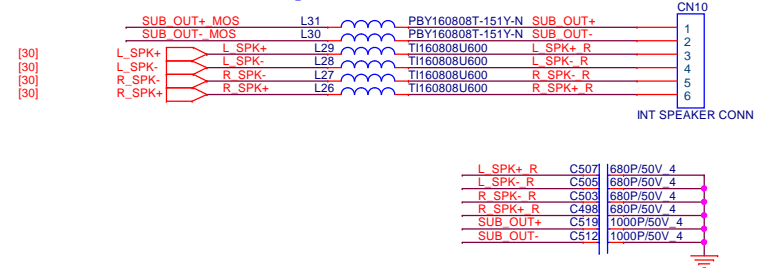 CN10
SUB_OUT+_MOS L31 PBY160808T-151Y-N SUB_OUT+ 1
SUB_OUT-_MOS L30 PBY160808T-151Y-N SUB_OUT- 2
[30] L_SPK+ L_SPK+ L29 TI160808U600 L_SPK+_R 3
[30] L_SPK- L_SPK- L28 TI160808U600 L_SPK-_R 4
[30] R_SPK- R_SPK- L27 TI160808U600 R_SPK-_R 5
[30] R_SPK+ R_SPK+ L26 TI160808U600 R_SPK+_R 6
INT SPEAKER CONN
L_SPK+_R C507 680P/50V_4
L_SPK-_R C505 680P/50V_4
R_SPK-_R C503 680P/50V_4
R_SPK+_R C498 680P/50V_4
SUB_OUT+ C519 1000P/50V_4
SUB_OUT- C512 1000P/50V_4